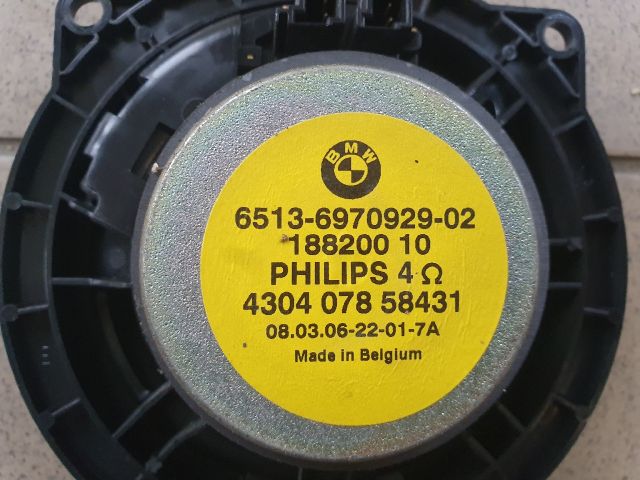 BMW
6513-6970929-02
188200 10
PHILIPS 4 Ω
4304 078 58431
08.03.06-22-01-7A
Made in Belgium